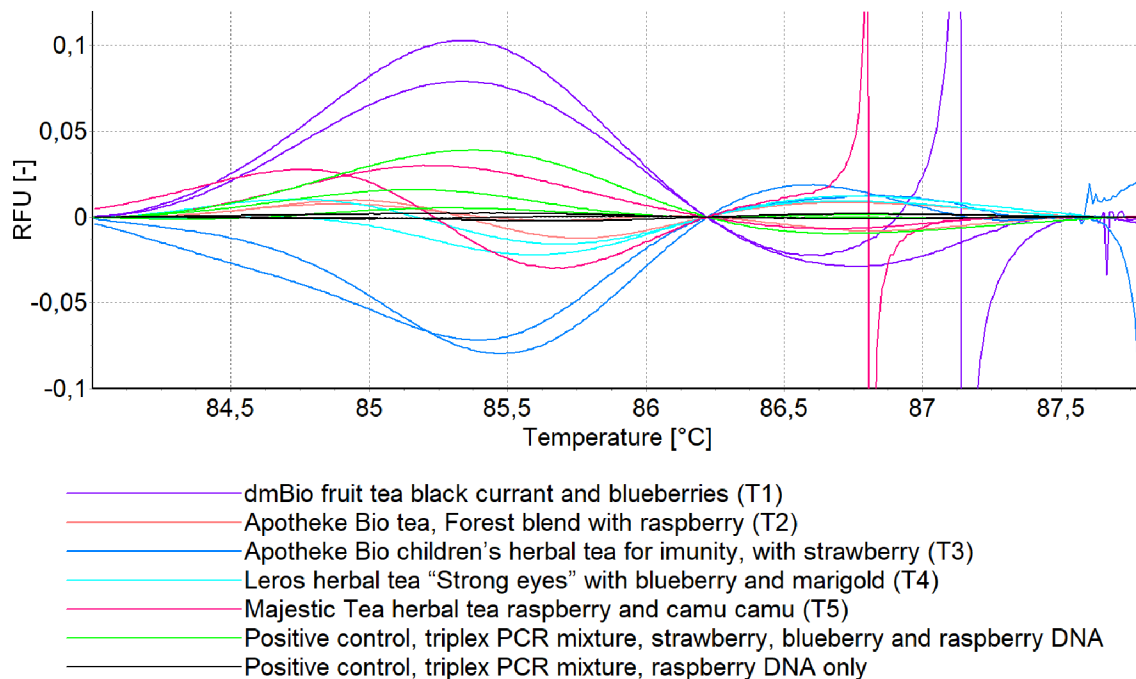 0,1
0,05
0
-0,05
-0,1
RFU [-]
84,5 85 85,5 86 86,5 87 87,5
Temperature [°C]
dmBio fruit tea black currant and blueberries (T1)
Apotheke Bio tea, Forest blend with raspberry (T2)
Apotheke Bio children's herbal tea for imunity, with strawberry (T3)
Leros herbal tea “Strong eyes” with blueberry and marigold (T4)
Majestic Tea herbal tea raspberry and camu camu (T5)
Positive control, triplex PCR mixture, strawberry, blueberry and raspberry DNA
Positive control, triplex PCR mixture, raspberry DNA only